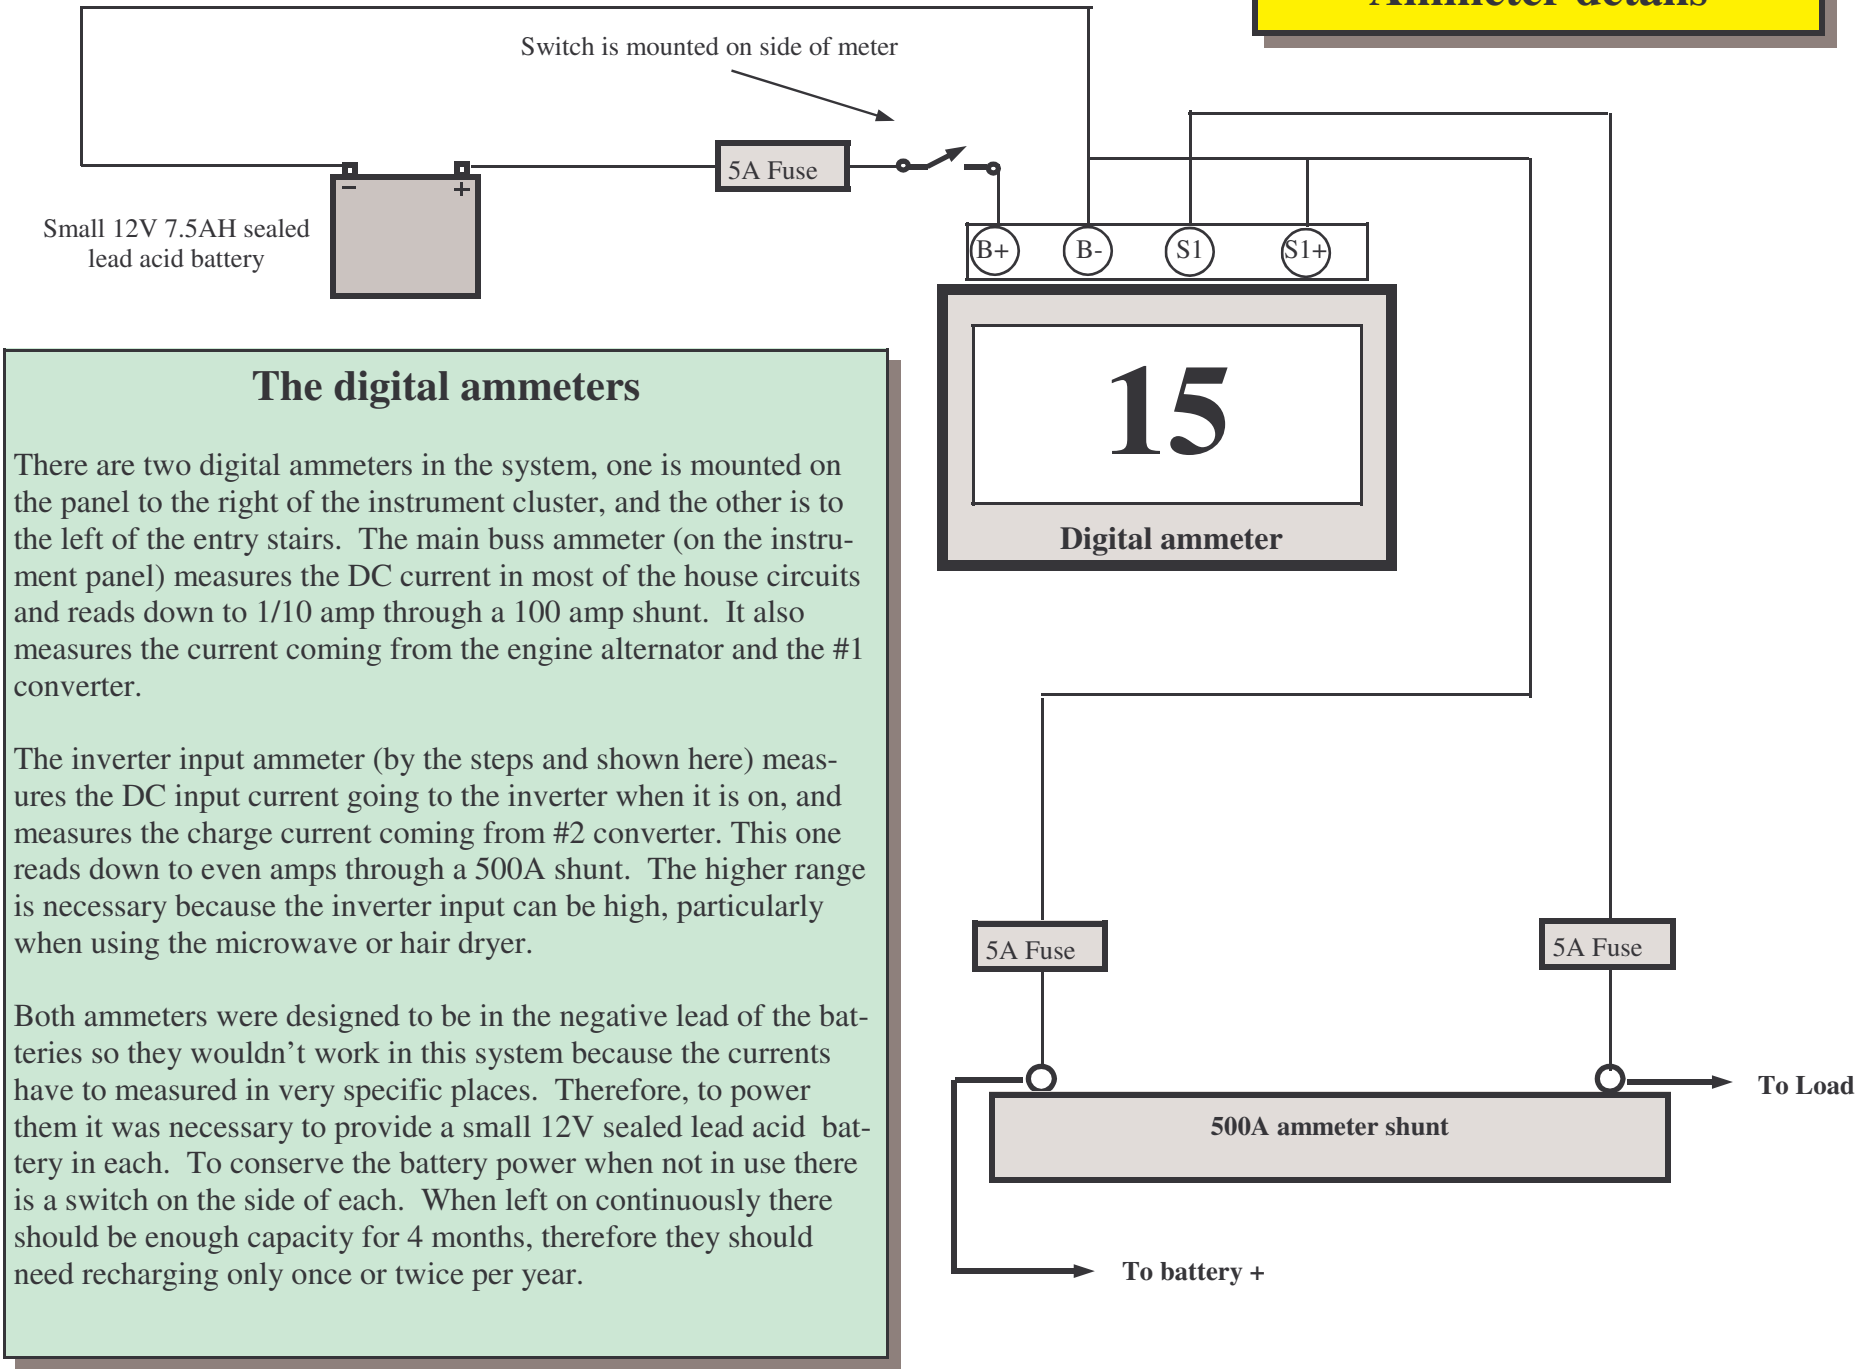 Ammeter details
Switch is mounted on side of meter
5A Fuse
−
+
Small 12V 7.5AH sealed
lead acid battery
B+
B-
S1
S1+
15
Digital ammeter
The digital ammeters
There are two digital ammeters in the system, one is mounted on
the panel to the right of the instrument cluster, and the other is to
the left of the entry stairs.  The main buss ammeter (on the instru-
ment panel) measures the DC current in most of the house circuits
and reads down to 1/10 amp through a 100 amp shunt.  It also
measures the current coming from the engine alternator and the #1
converter.
The inverter input ammeter (by the steps and shown here) meas-
ures the DC input current going to the inverter when it is on, and
measures the charge current coming from #2 converter. This one
reads down to even amps through a 500A shunt.  The higher range
is necessary because the inverter input can be high, particularly
when using the microwave or hair dryer.
Both ammeters were designed to be in the negative lead of the bat-
teries so they wouldn’t work in this system because the currents
have to measured in very specific places.  Therefore, to power
them it was necessary to provide a small 12V sealed lead acid  bat-
tery in each.  To conserve the battery power when not in use there
is a switch on the side of each.  When left on continuously there
should be enough capacity for 4 months, therefore they should
need recharging only once or twice per year.
5A Fuse
5A Fuse
To Load
500A ammeter shunt
To battery +